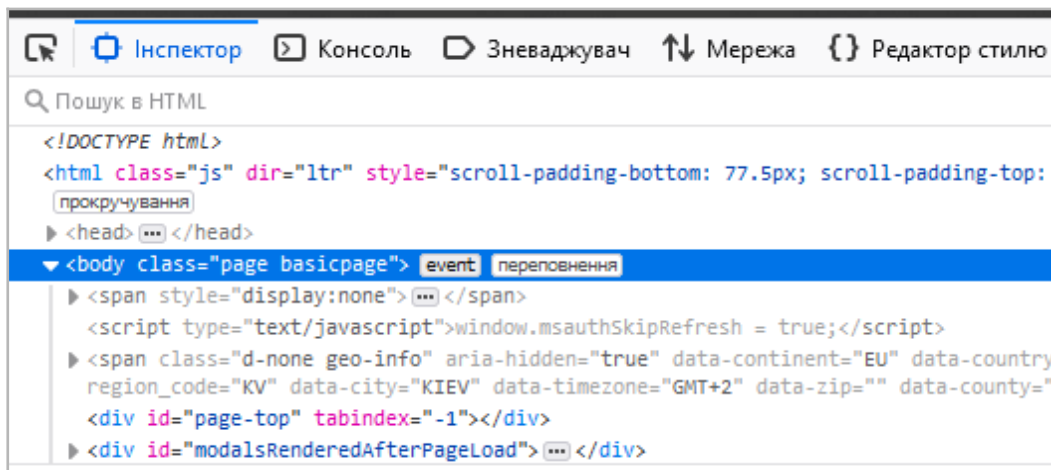 Інспектор Консоль Зневаджувач Мережа {} Редактор стилю
Пошук в HTML
<!DOCTYPE html>
<html class="js" dir="ltr" style="scroll-padding-bottom: 77.5px; scroll-padding-top:
прокручування
<head> ••• </head>
<body class="page basicpage"> event переповнення
<span style="display:none"> ••• </span>
<script type="text/javascript">window.msauthSkipRefresh = true;</script>
<span class="d-none geo-info" aria-hidden="true" data-continent="EU" data-country
region_code="KV" data-city="KIEV" data-timezone="GMT+2" data-zip="" data-county="
<div id="page-top" tabindex="-1"></div>
<div id="modalsRenderedAfterPageLoad"> ••• </div>